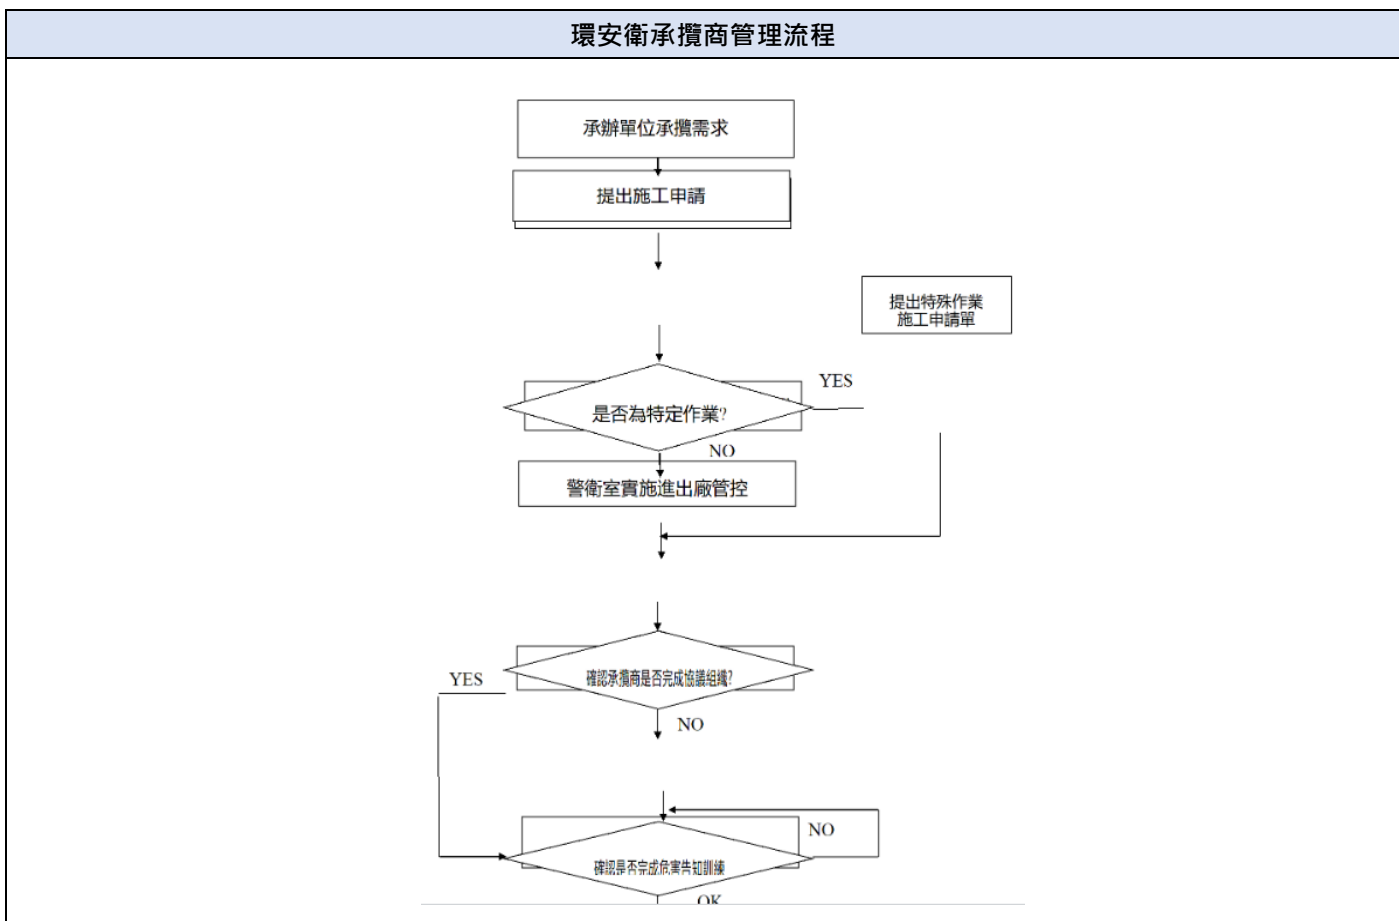 環安衛承攬商管理流程
承辦單位承攬需求
提出施工申請
提出特殊作業
施工申請單
YES
是否為特定作業?
NO
警衛室實施進出廠管控
確認承攬商是否完成協議組織?
YES
NO
NO
確認是否完成危害告知訓練
OK